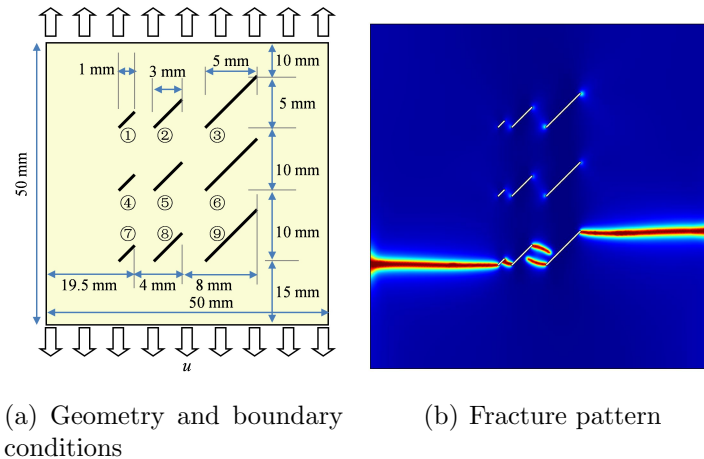 1 mm
3 mm
5 mm
10 mm
5 mm
① ② ③
10 mm
50 mm
④ ⑤ ⑥
⑦ ⑧ ⑨
10 mm
19.5 mm
4 mm
8 mm
15 mm
50 mm
u
(a) Geometry and boundary
conditions
(b) Fracture pattern